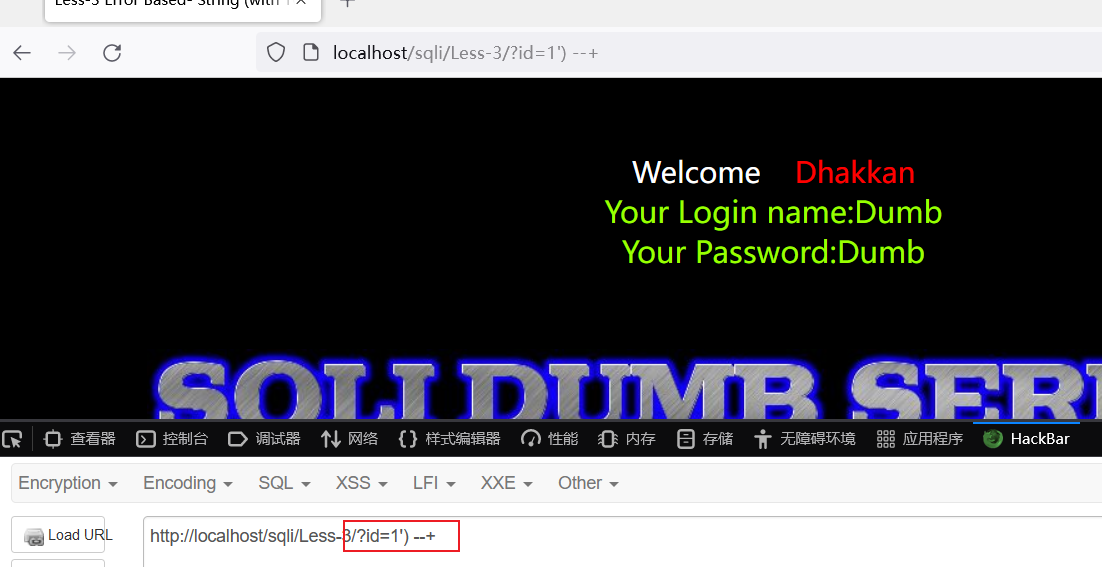 Less-3 Error Based- String (with
localhost/sqli/Less-3/?id=1') --+
Welcome Dhakkan
Your Login name:Dumb
Your Password:Dumb
SQLI DUMB SERI
查看器 控制台 调试器 网络 样式编辑器 性能 内存 存储 无障碍环境 应用程序 HackBar
Encryption Encoding SQL XSS LFI XXE Other
Load URL http://localhost/sqli/Less-3/?id=1') --+